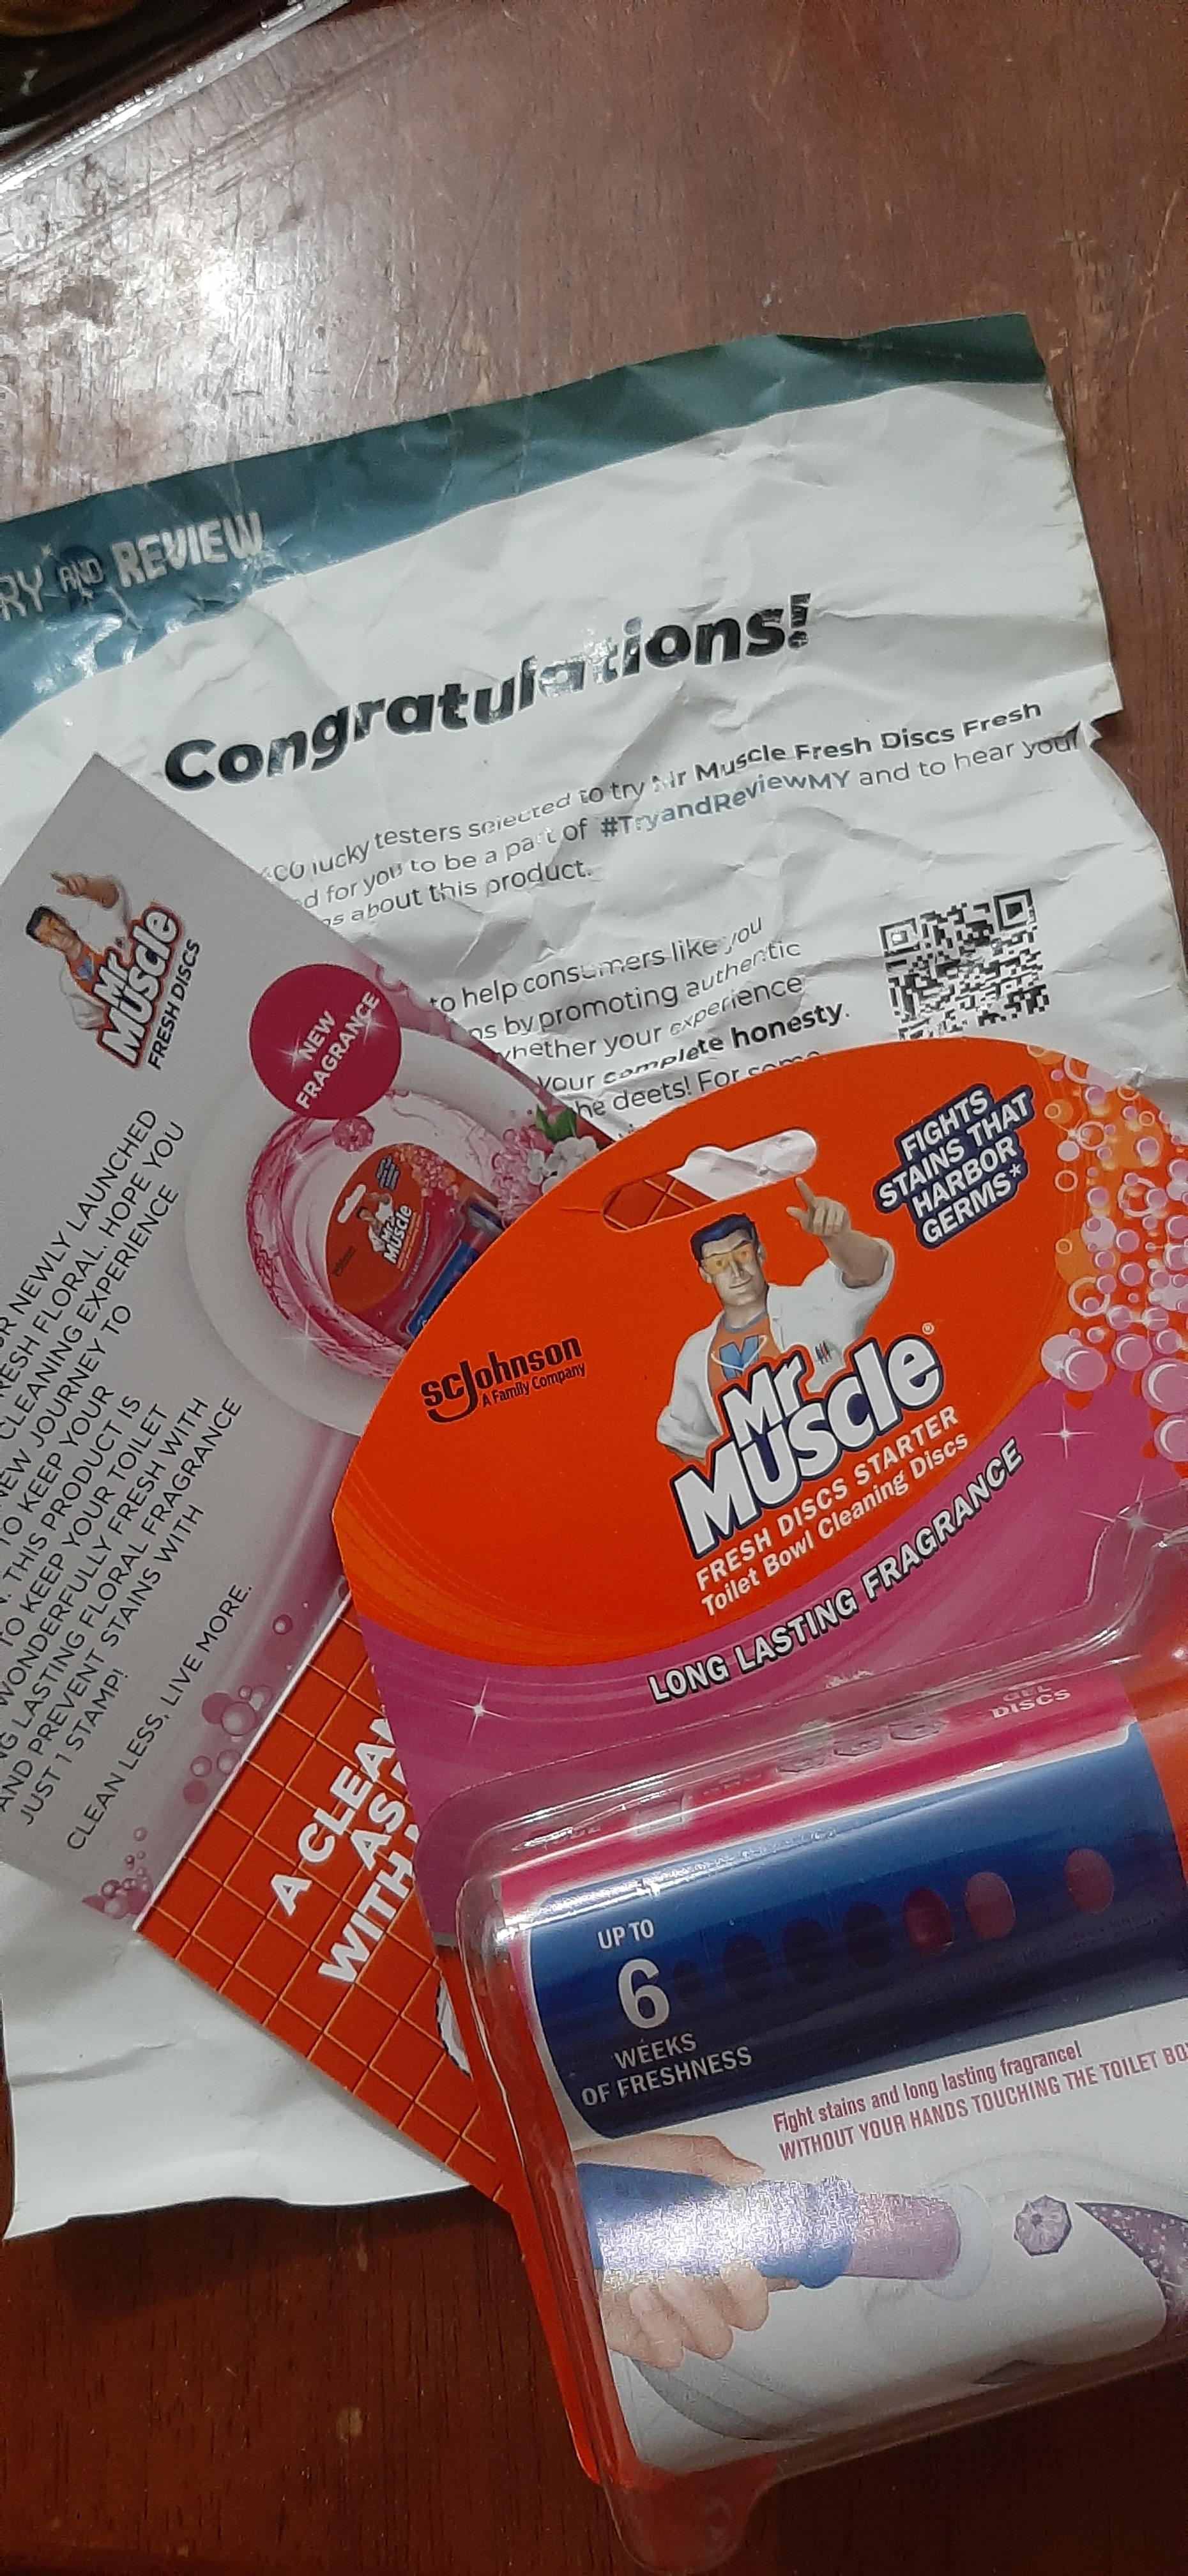 RY AND REVIEW
Congratulations!
lucky testers selected to try Mr Muscle Fresh Discs Fresh
for you to be a part of #TryandReviewMY and to hear your
about this product.
to help consumers like you
by promoting authentic
whether your experience
your complete honesty.
the deets! For some
Mr
MUSCLE
FRESH DISCS
NEW
FRAGRANCE
NEWLY LAUNCHED
FRESH FLORAL. HOPE YOU
CLEANING EXPERIENCE
NEW JOURNEY TO
TO KEEP YOUR
THIS PRODUCT IS
TO KEEP YOUR TOILET
WONDERFULLY FRESH WITH
LASTING FLORAL FRAGRANCE
AND PREVENT STAINS WITH
JUST 1 STAMP!
CLEAN LESS, LIVE MORE.
Mr
MUSCLE
A CLEAN
AS
WITH
FIGHTS
STAINS THAT
HARBOR
GERMS*
scJohnson
A Family Company
Mr
MUSCLE®
FRESH DISCS STARTER
Toilet Bowl Cleaning Discs
LONG LASTING FRAGRANCE
GEL
DISCS
UP TO
6
WEEKS
OF FRESHNESS
Fight stains and long lasting fragrance!
WITHOUT YOUR HANDS TOUCHING THE TOILET BO